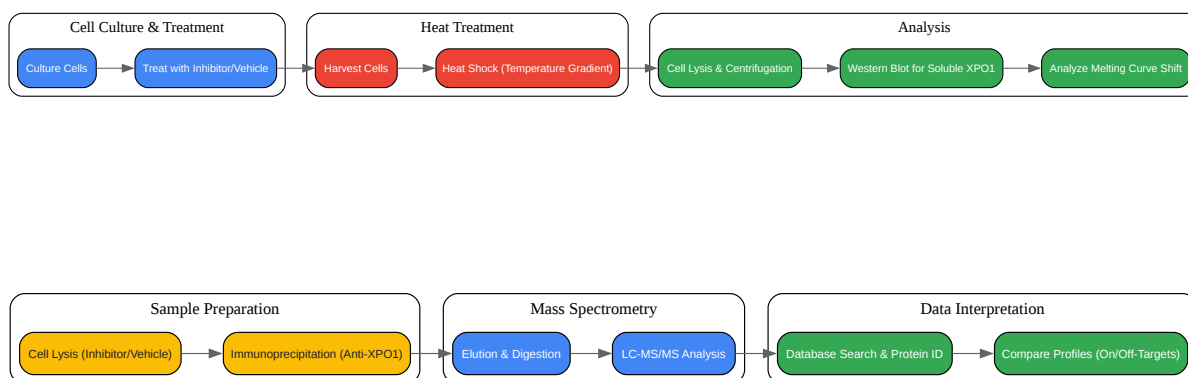 Cell Culture & Treatment
Culture Cells
Treat with Inhibitor/Vehicle
Heat Treatment
Harvest Cells
Heat Shock (Temperature Gradient)
Analysis
Cell Lysis & Centrifugation
Western Blot for Soluble XPO1
Analyze Melting Curve Shift
Sample Preparation
Cell Lysis (Inhibitor/Vehicle)
Immunoprecipitation (Anti-XPO1)
Mass Spectrometry
Elution & Digestion
LC-MS/MS Analysis
Data Interpretation
Database Search & Protein ID
Compare Profiles (On/Off-Targets)